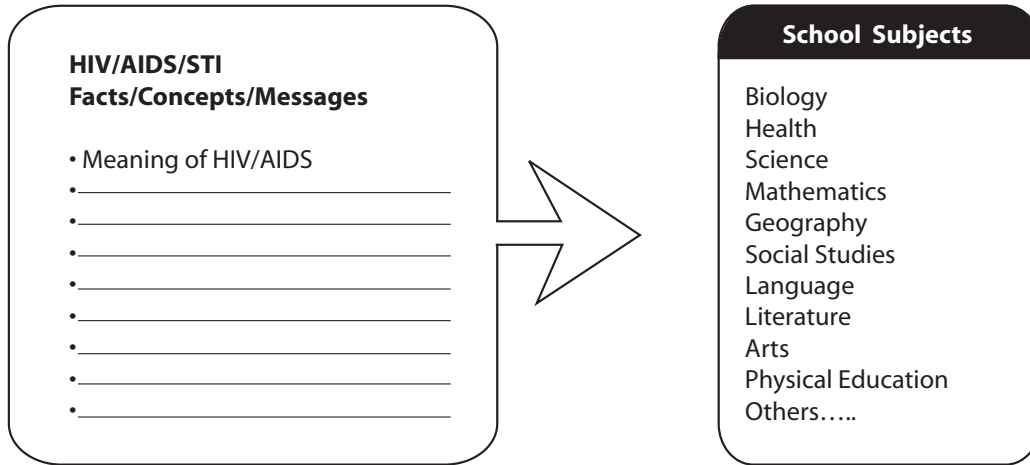 HIV/AIDS/STI
Facts/Concepts/Messages
• Meaning of HIV/AIDS
•
•
•
•
•
•
•
•
School Subjects
Biology
Health
Science
Mathematics
Geography
Social Studies
Language
Literature
Arts
Physical Education
Others.....